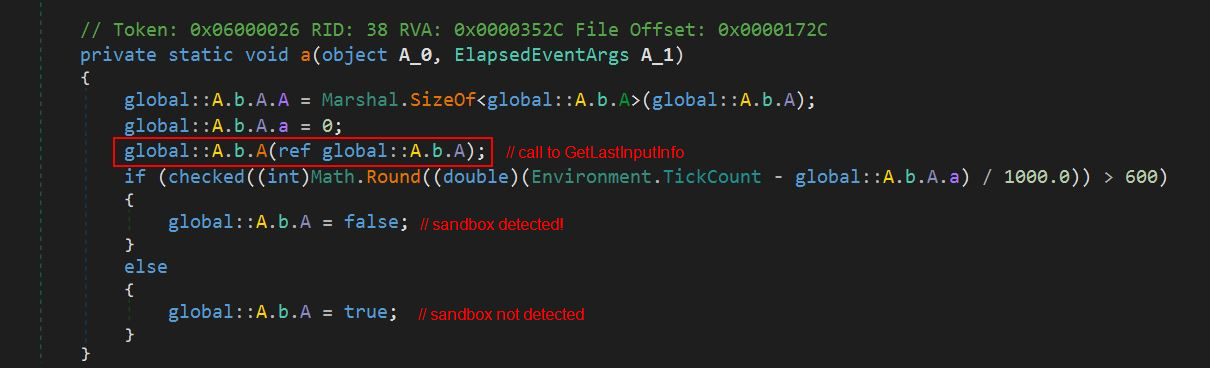 // Token: 0x06000026 RID: 38 RVA: 0x0000352C File Offset: 0x0000172C
private static void a(object A_0, ElapsedEventArgs A_1)
{
global::A.b.A.A = Marshal.SizeOf<global::A.b.A>(global::A.b.A);
global::A.b.A.a = 0;
global::A.b.A(ref global::A.b.A); // call to GetLastInputInfo
if (checked((int)Math.Round((double)(Environment.TickCount - global::A.b.A.a) / 1000.0)) > 600)
{
global::A.b.A = false; // sandbox detected!
}
else
{
global::A.b.A = true; // sandbox not detected
}
}